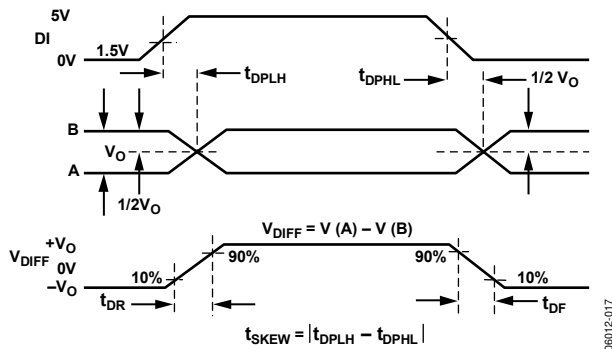 5V
DI
0V
1.5V
tDPLH
tDPHL
1/2 VO
B
VO
A
1/2VO
VDIFF = V (A) – V (B)
+VO
VDIFF
0V
–VO
10%
90%
90%
10%
tDR
tDF
tSKEW = |tDPLH – tDPHL|
06012-017